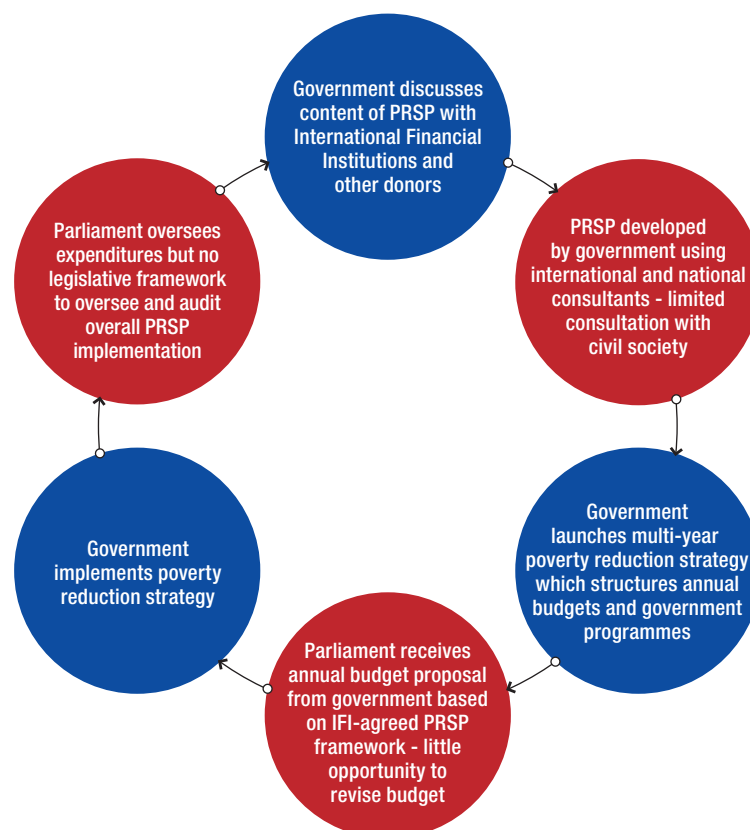 Government discusses
content of PRSP with
International Financial
Institutions and
other donors
PRSP developed
by government using
international and national
consultants - limited
consultation with
civil society
Government
launches multi-year
poverty reduction strategy
which structures annual
budgets and government
programmes
Parliament receives
annual budget proposal
from government based
on IFI-agreed PRSP
framework - little
opportunity to
revise budget
Government
implements poverty
reduction strategy
Parliament oversees
expenditures but no
legislative framework
to oversee and audit
overall PRSP
implementation